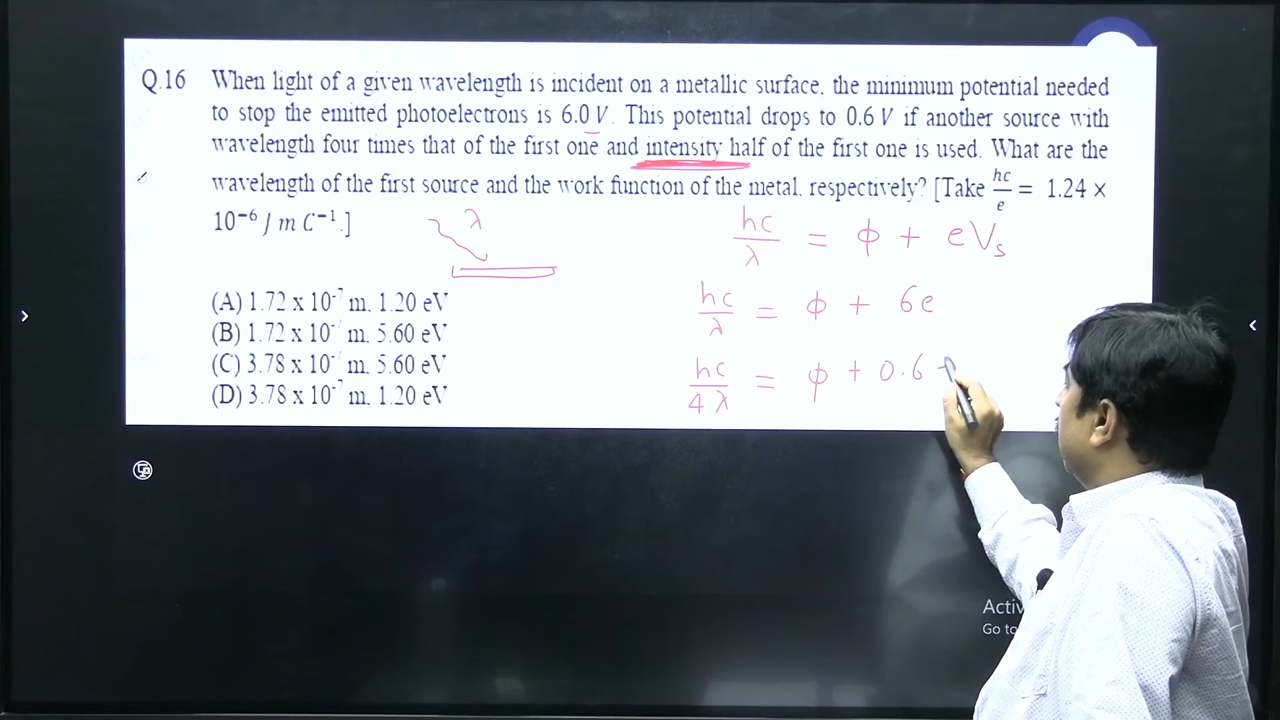 Q.16 When light of a given wavelength is incident on a metallic surface, the minimum potential needed
to stop the emitted photoelectrons is 6.0 V. This potential drops to 0.6 V if another source with
wavelength four times that of the first one and intensity half of the first one is used. What are the
wavelength of the first source and the work function of the metal, respectively? [Take hc/e = 1.24 ×
10⁻⁶ J m C⁻¹.]
λ
hc/λ = ϕ + eVₛ
hc/λ = ϕ + 6e
hc/4λ = ϕ + 0.6
(A) 1.72 x 10⁻⁷ m, 1.20 eV
(B) 1.72 x 10⁻⁷ m, 5.60 eV
(C) 3.78 x 10⁻⁷ m, 5.60 eV
(D) 3.78 x 10⁻⁷ m, 1.20 eV
Activ
Go to